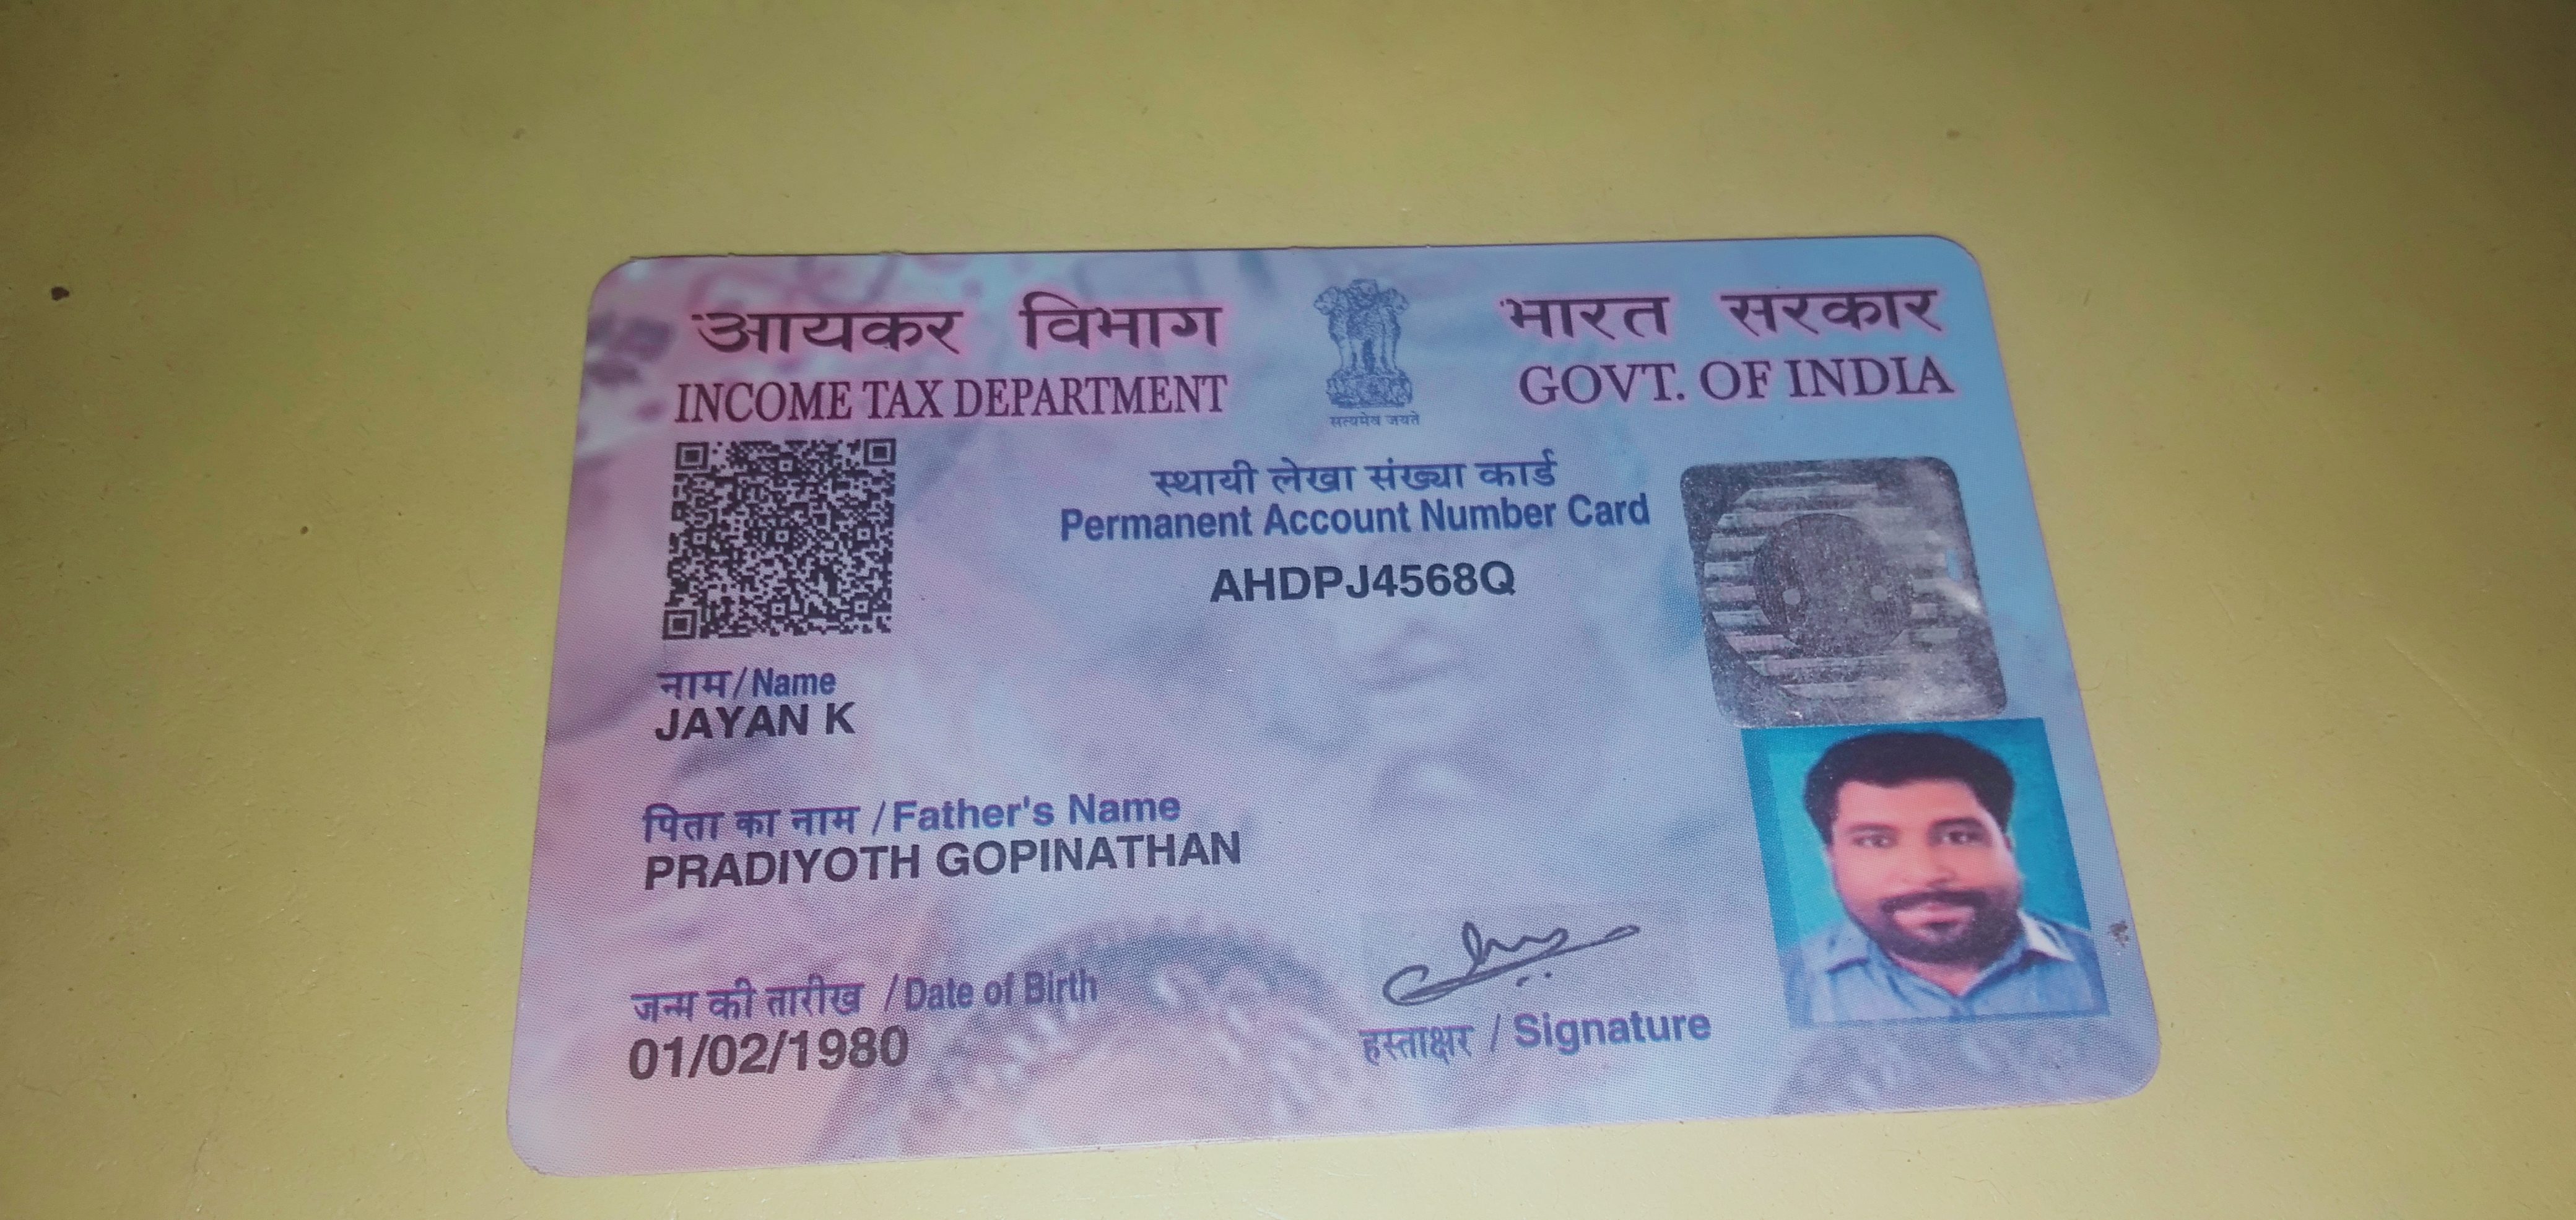 आयकर विभाग
INCOME TAX DEPARTMENT
भारत सरकार
GOVT. OF INDIA
सत्यमेव जयते
स्थायी लेखा संख्या कार्ड
Permanent Account Number Card
AHDPJ4568Q
नाम/Name
JAYAN K
पिता का नाम /Father's Name
PRADIYOTH GOPINATHAN
जन्म की तारीख /Date of Birth
01/02/1980
हस्ताक्षर / Signature